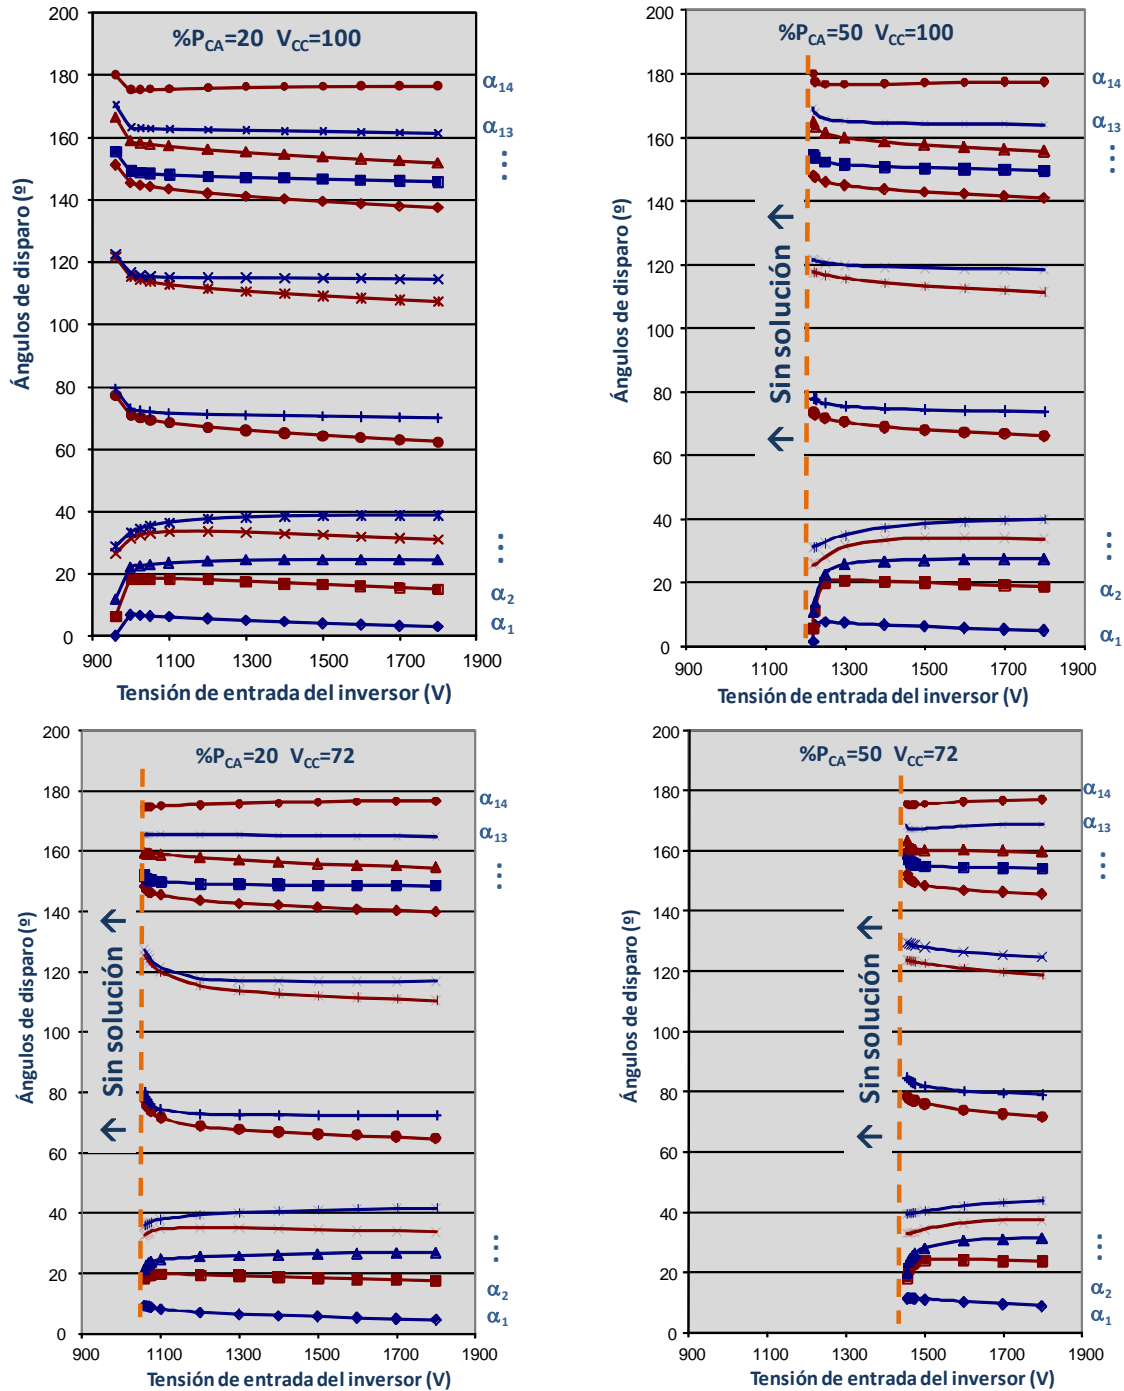 %PCA=20 VCC=100
Ángulos de disparo (º)
200
180
160
140
120
100
80
60
40
20
0
900
1100
1300
1500
1700
1900
Tensión de entrada del inversor (V)
α14
α13
⋮
⋮
α2
α1
%PCA=50 VCC=100
Ángulos de disparo (º)
200
180
160
140
120
100
80
60
40
20
0
900
1100
1300
1500
1700
1900
Tensión de entrada del inversor (V)
← Sin solución ←
α14
α13
⋮
⋮
α2
α1
%PCA=20 VCC=72
Ángulos de disparo (º)
200
180
160
140
120
100
80
60
40
20
0
900
1100
1300
1500
1700
1900
Tensión de entrada del inversor (V)
← Sin solución ←
α14
α13
⋮
⋮
α2
α1
%PCA=50 VCC=72
Ángulos de disparo (º)
200
180
160
140
120
100
80
60
40
20
0
900
1100
1300
1500
1700
1900
Tensión de entrada del inversor (V)
← Sin solución ←
α14
α13
⋮
⋮
α2
α1